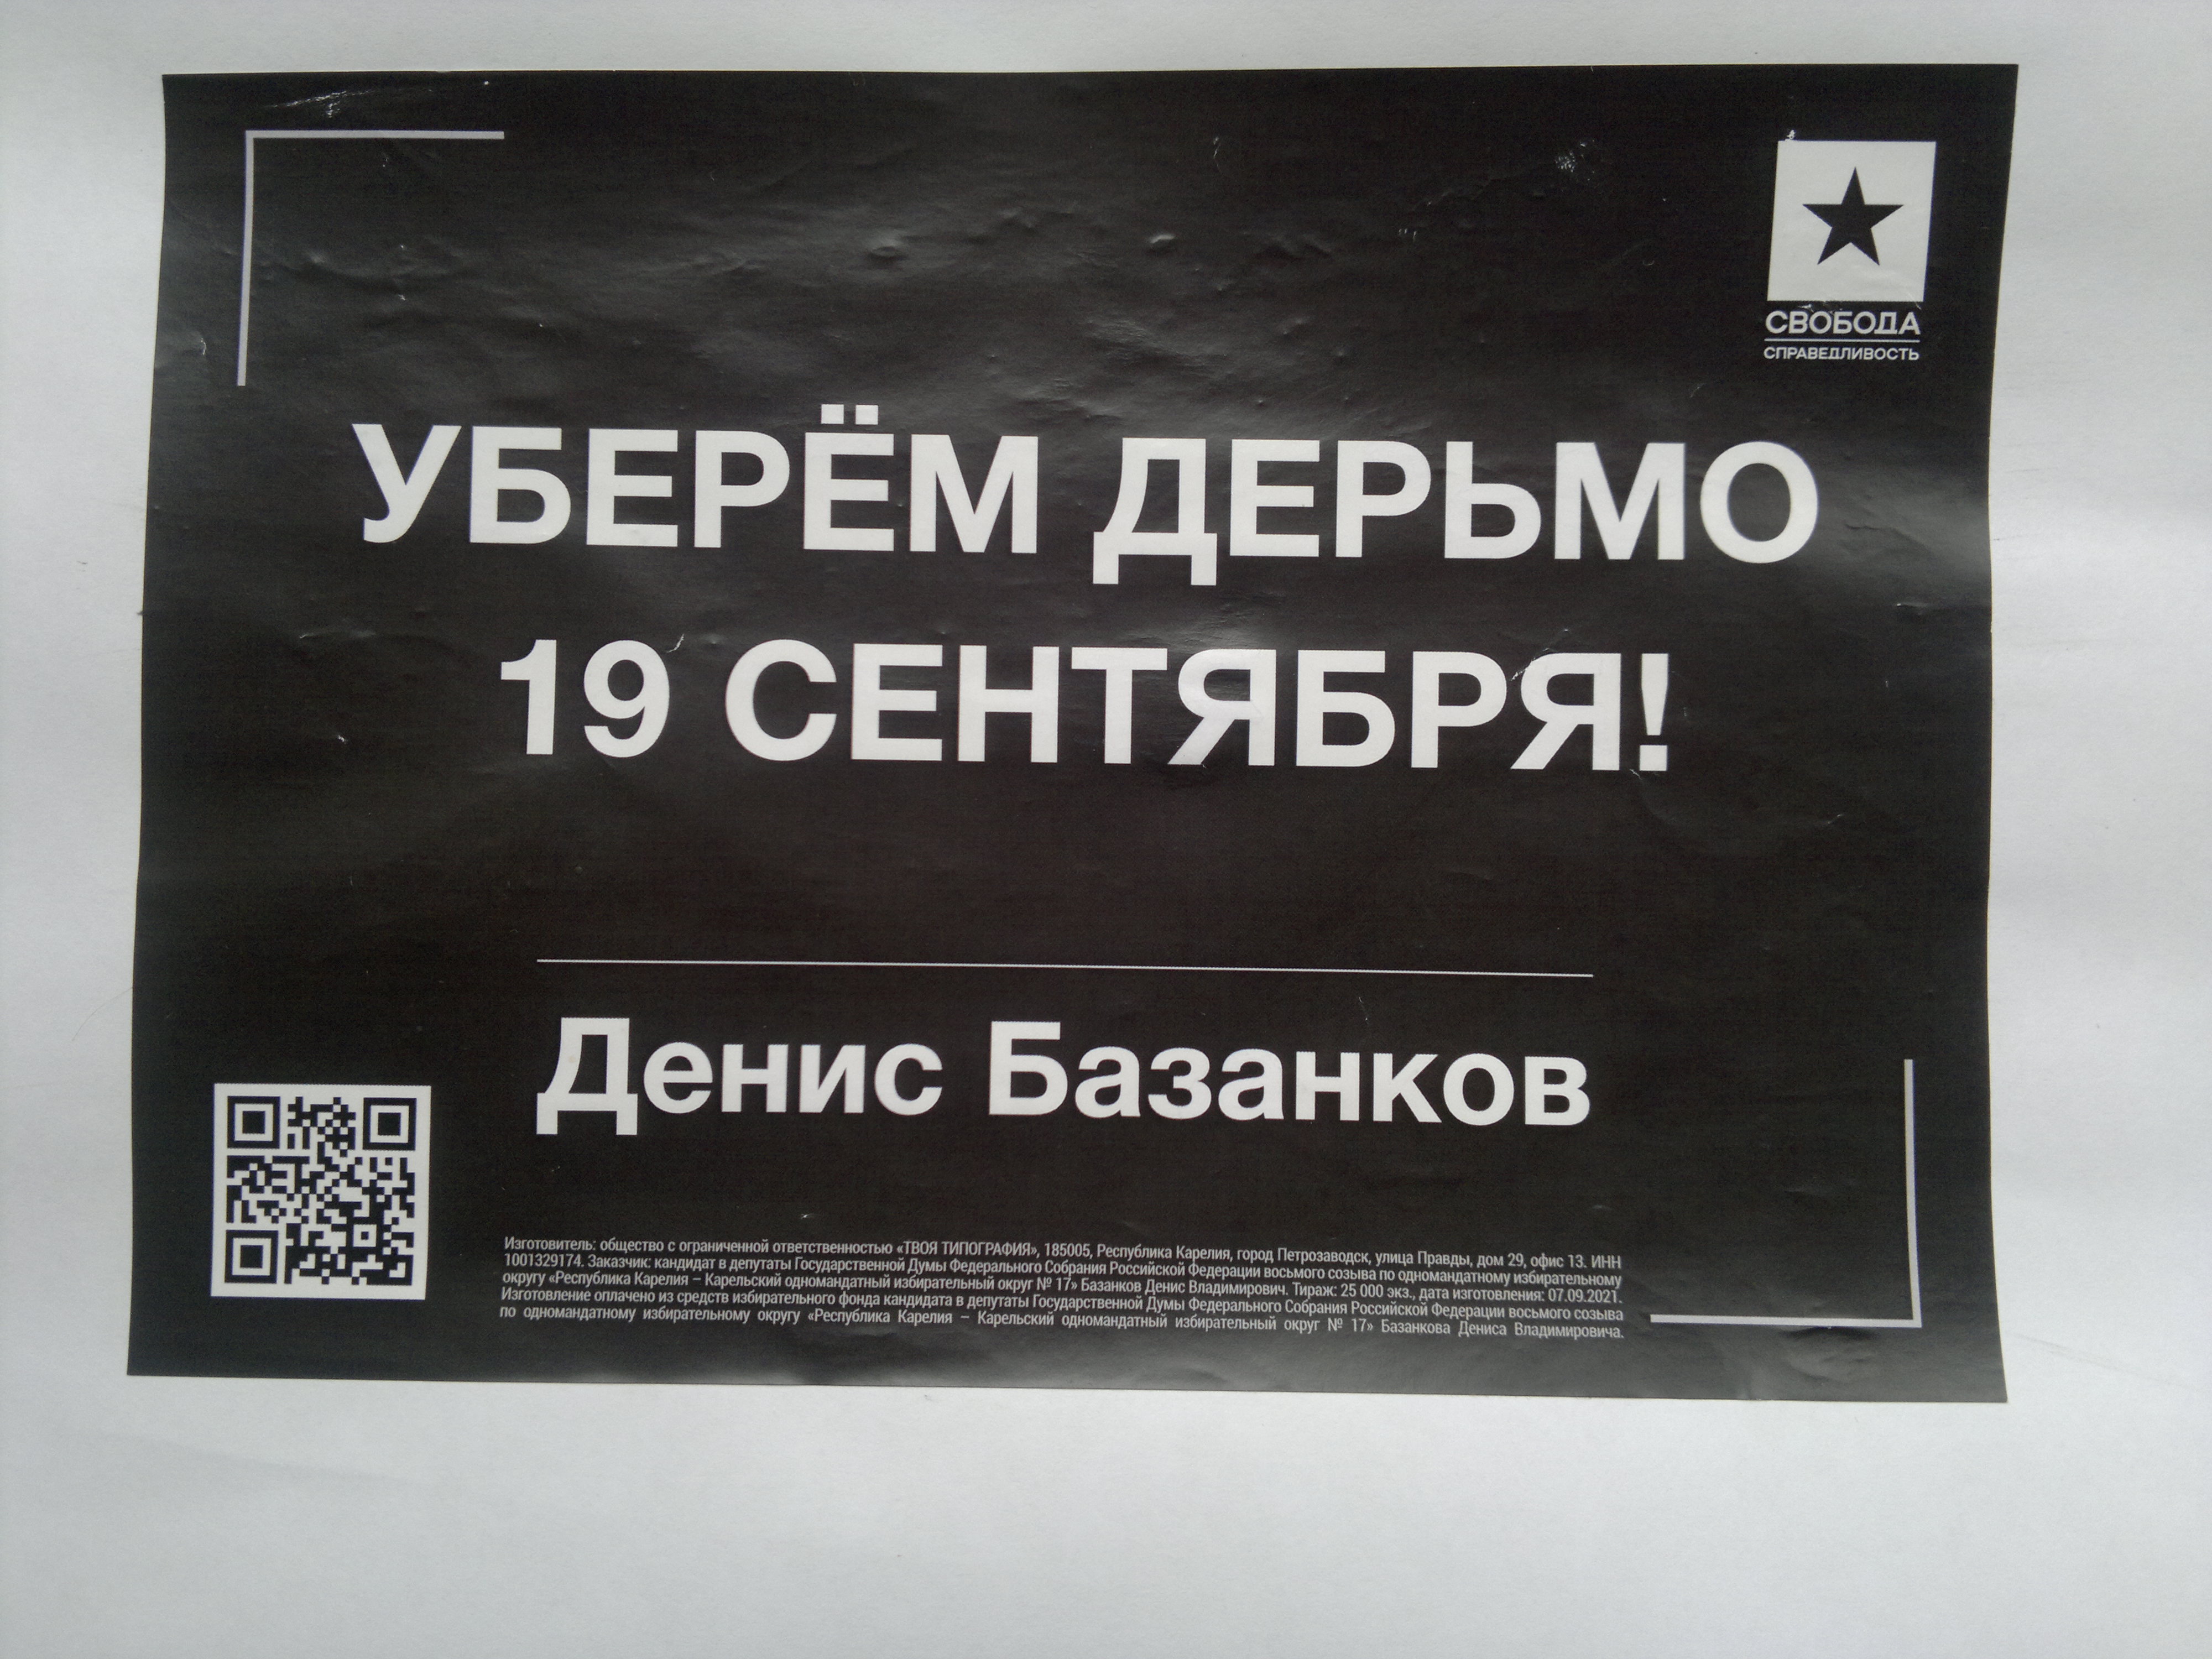 СВОБОДА
СПРАВЕДЛИВОСТЬ
УБЕРЁМ ДЕРЬМО
19 СЕНТЯБРЯ!
Денис Базанков
Изготовитель: общество с ограниченной ответственностью «ТВОЯ ТИПОГРАФИЯ», 185005, Республика Карелия, город Петрозаводск, улица Правды, дом 29, офис 13. ИНН
1001329174. Заказчик: кандидат в депутаты Государственной Думы Федерального Собрания Российской Федерации восьмого созыва по одномандатному избирательному
округу «Республика Карелия – Карельский одномандатный избирательный округ № 17» Базанков Денис Владимирович. Тираж: 25 000 экз., дата изготовления: 07.09.2021.
Изготовление оплачено из средств избирательного фонда кандидата в депутаты Государственной Думы Федерального Собрания Российской Федерации восьмого созыва
по одномандатному избирательному округу «Республика Карелия – Карельский одномандатный избирательный округ № 17» Базанкова Дениса Владимировича.